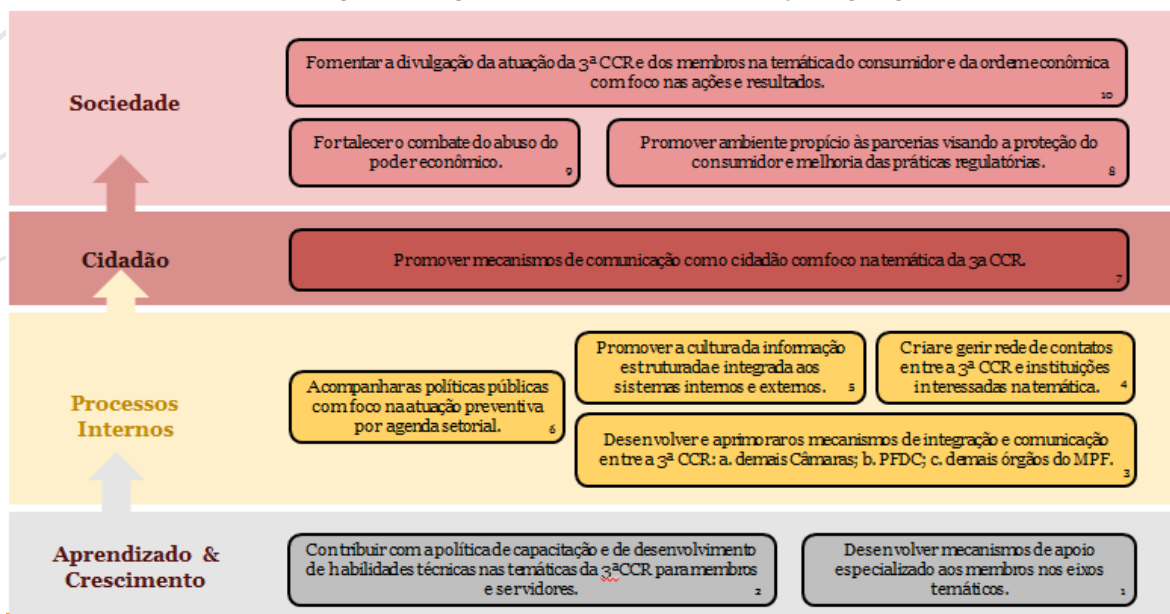 Sociedade
Fomentar a divulgação da atuação da 3ª CCR e dos membros na temática do consumidor e da ordem econômica
com foco nas ações e resultados.
10
Fortalecer o combate do abuso do
poder econômico.
9
Promover ambiente propício às parcerias visando a proteção do
consumidor e melhoria das práticas regulatórias.
8
Cidadão
Promover mecanismos de comunicação com o cidadão com foco na temática da 3a CCR.
7
Processos
Internos
Acompanhar as políticas públicas
com foco na atuação preventiva
por agenda setorial.
6
Promover a cultura da informação
estruturada e integrada aos
sistemas internos e externos.
5
Criar e gerir rede de contatos
entre a 3ª CCR e instituições
interessadas na temática.
4
Desenvolver e aprimorar os mecanismos de integração e comunicação
entre a 3ª CCR: a. demais Câmaras; b. PFDC; c. demais órgãos do MPF.
3
Aprendizado &
Crescimento
Contribuir com a política de capacitação e de desenvolvimento
de habilidades técnicas nas temáticas da 3ªCCR para membros
e servidores.
2
Desenvolver mecanismos de apoio
especializado aos membros nos eixos
temáticos.
1